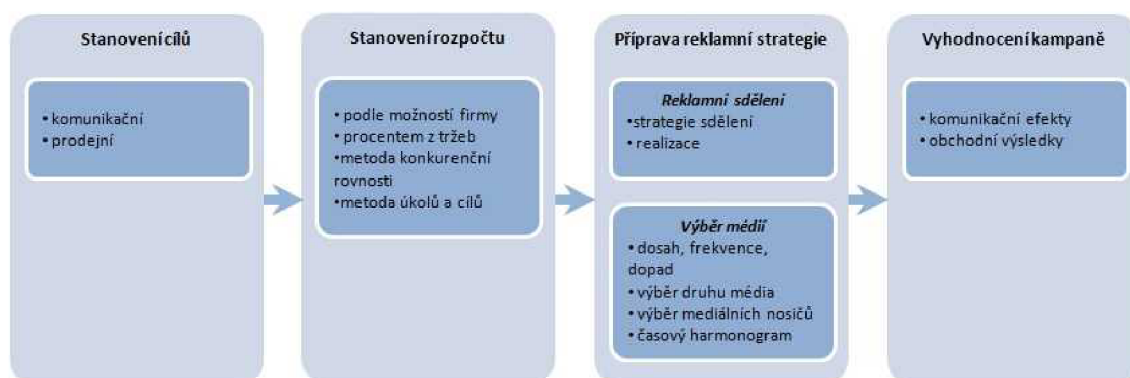 Stanovení cílů
• komunikační
• prodejní
Stanovení rozpočtu
• podle možností firmy
• procentem z tržeb
• metoda konkurenční
rovnosti
• metoda úkolů a cílů
Příprava reklamní strategie
Reklamní sdělení
• strategie sdělení
• realizace
Výběr médií
• dosah, frekvence,
dopad
• výběr druhu média
• výběr mediálních nosičů
• časový harmonogram
Vyhodnocení kampaně
• komunikační efekty
• obchodní výsledky